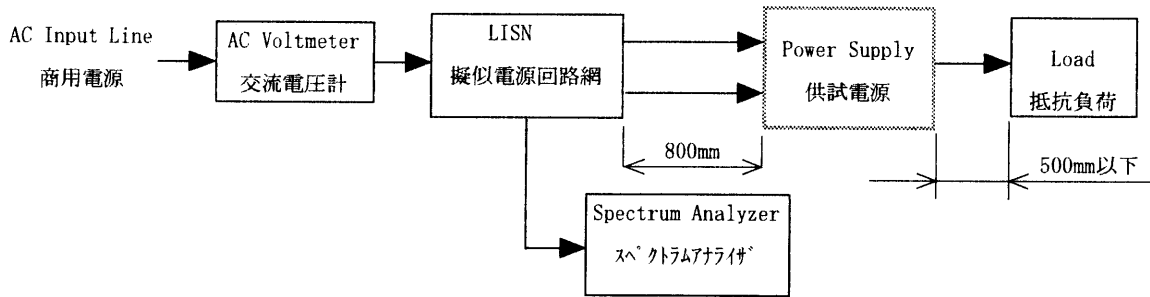 AC Input Line
商用電源
AC Voltmeter
交流電圧計
LISN
擬似電源回路網
Power Supply
供試電源
Load
抵抗負荷
800mm
500mm以下
Spectrum Analyzer
ｽﾍﾟｸﾄﾗﾑｱﾅﾗｲｻﾞ